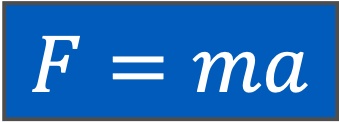 F = ma